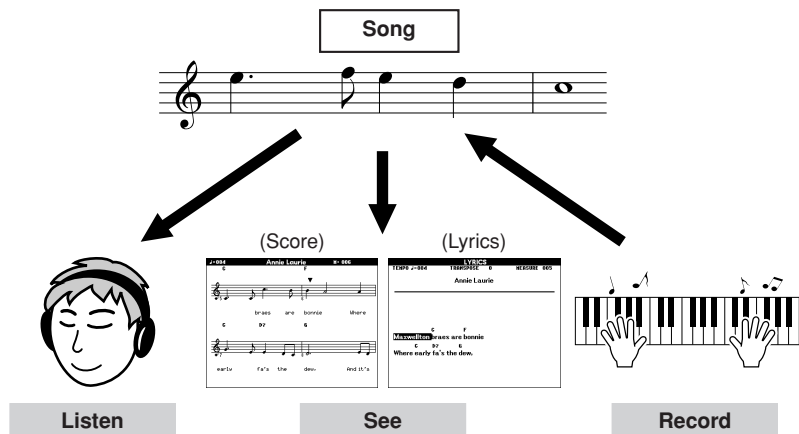 Song
(Score)
(Lyrics)
♩=084 Annie Laurie M- 006
G F
braes are bonnie Where
G D7 G
early fa's the dew. And it's
LYRICS
TEMPO ♩=084 TRANSPOSE 0 MEASURE 005
Annie Laurie
G F
Maxwellton braes are bonnie
G D7 G
Where early fa's the dew.
Listen
See
Record